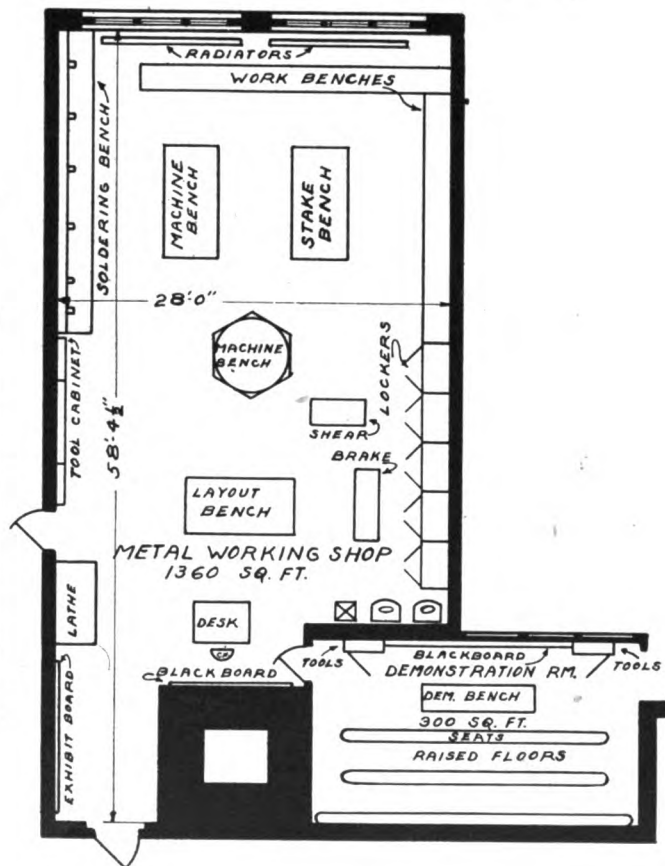 RADIATORS
WORK BENCHES
SOLDERING BENCH
MACHINE
BENCH
STAKE
BENCH
28'-0"
MACHINE
BENCH
LOCKERS
TOOL CABINET
58'-4½"
SHEAR
BRAKE
LAYOUT
BENCH
METAL WORKING SHOP
1360 SQ. FT.
LATHE
DESK
BLACKBOARD
EXHIBIT BOARD
TOOLS
BLACKBOARD
TOOLS
DEMONSTRATION RM.
DEM. BENCH
300 SQ. FT.
SEATS
RAISED FLOORS